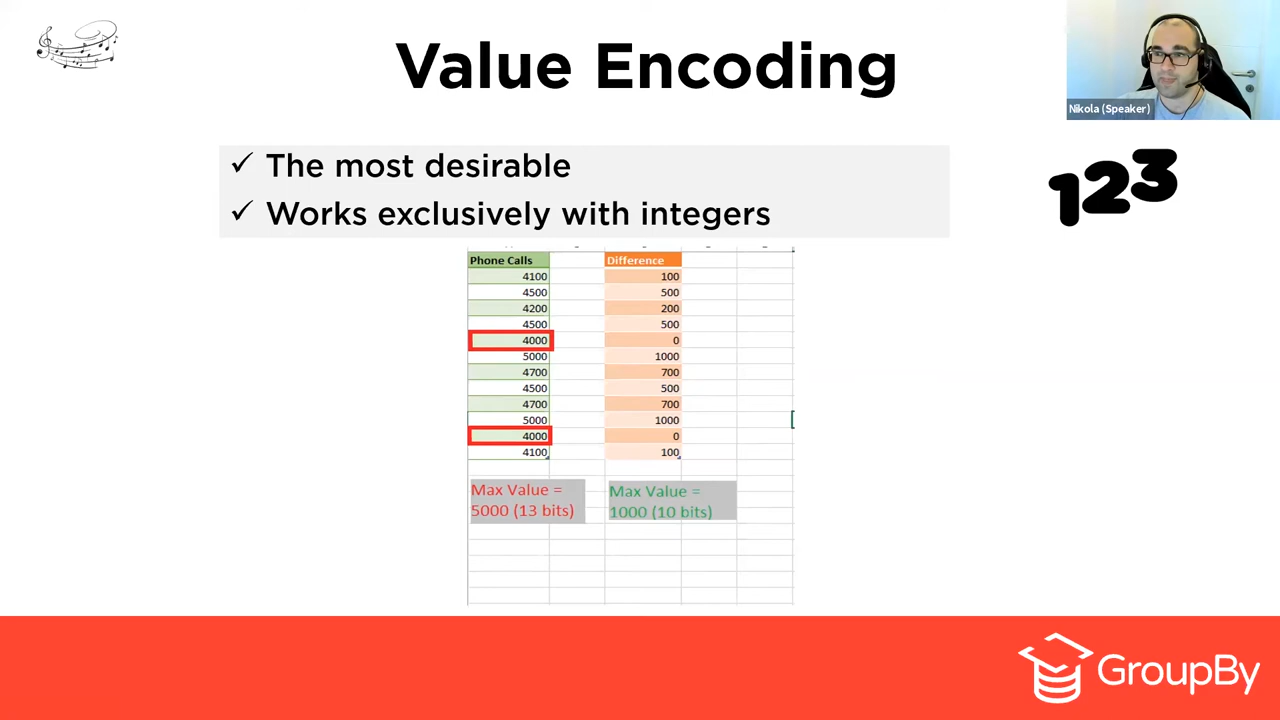 Value Encoding
Nikola (Speaker)
✓ The most desirable
✓ Works exclusively with integers
123
Phone Calls Difference
4100 100
4500 500
4200 200
4500 500
4000 0
5000 1000
4700 700
4500 500
4700 700
5000 1000
4000 0
4100 100
Max Value =
5000 (13 bits)
Max Value =
1000 (10 bits)
GroupBy